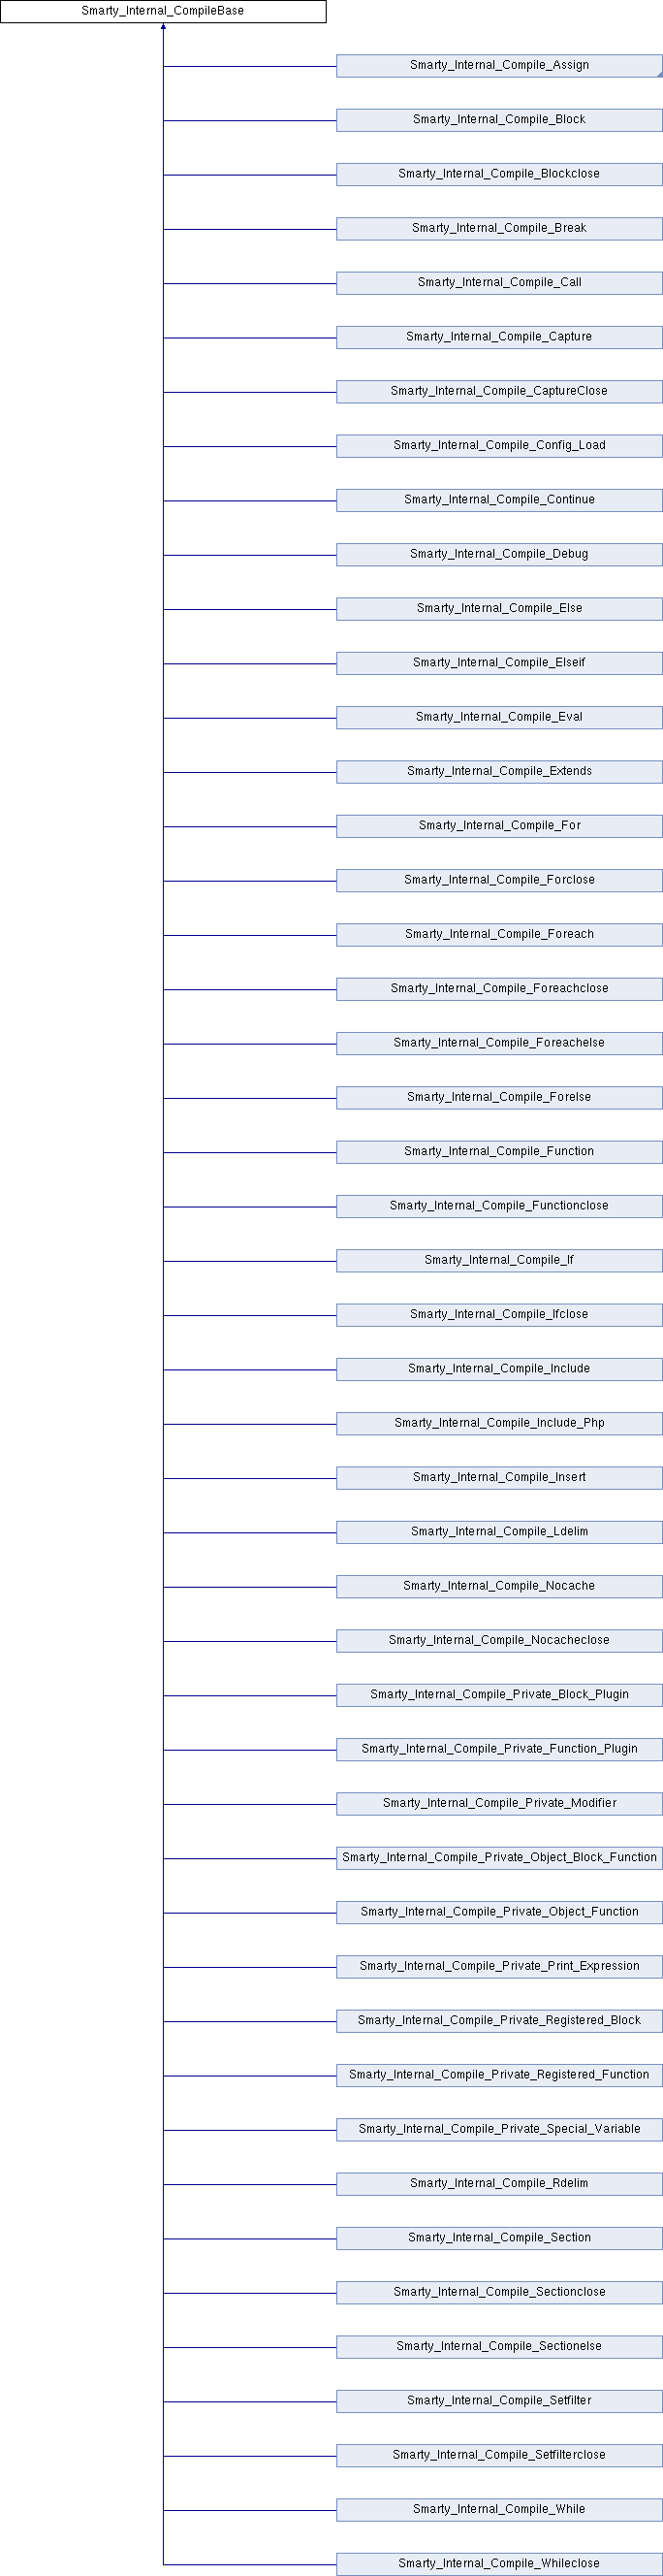 Smarty_Internal_CompileBase
Smarty_Internal_Compile_Assign
Smarty_Internal_Compile_Block
Smarty_Internal_Compile_Blockclose
Smarty_Internal_Compile_Break
Smarty_Internal_Compile_Call
Smarty_Internal_Compile_Capture
Smarty_Internal_Compile_CaptureClose
Smarty_Internal_Compile_Config_Load
Smarty_Internal_Compile_Continue
Smarty_Internal_Compile_Debug
Smarty_Internal_Compile_Else
Smarty_Internal_Compile_Elseif
Smarty_Internal_Compile_Eval
Smarty_Internal_Compile_Extends
Smarty_Internal_Compile_For
Smarty_Internal_Compile_Forclose
Smarty_Internal_Compile_Foreach
Smarty_Internal_Compile_Foreachclose
Smarty_Internal_Compile_Foreachelse
Smarty_Internal_Compile_Forelse
Smarty_Internal_Compile_Function
Smarty_Internal_Compile_Functionclose
Smarty_Internal_Compile_If
Smarty_Internal_Compile_Ifclose
Smarty_Internal_Compile_Include
Smarty_Internal_Compile_Include_Php
Smarty_Internal_Compile_Insert
Smarty_Internal_Compile_Ldelim
Smarty_Internal_Compile_Nocache
Smarty_Internal_Compile_Nocacheclose
Smarty_Internal_Compile_Private_Block_Plugin
Smarty_Internal_Compile_Private_Function_Plugin
Smarty_Internal_Compile_Private_Modifier
Smarty_Internal_Compile_Private_Object_Block_Function
Smarty_Internal_Compile_Private_Object_Function
Smarty_Internal_Compile_Private_Print_Expression
Smarty_Internal_Compile_Private_Registered_Block
Smarty_Internal_Compile_Private_Registered_Function
Smarty_Internal_Compile_Private_Special_Variable
Smarty_Internal_Compile_Rdelim
Smarty_Internal_Compile_Section
Smarty_Internal_Compile_Sectionclose
Smarty_Internal_Compile_Sectionelse
Smarty_Internal_Compile_Setfilter
Smarty_Internal_Compile_Setfilterclose
Smarty_Internal_Compile_While
Smarty_Internal_Compile_Whileclose